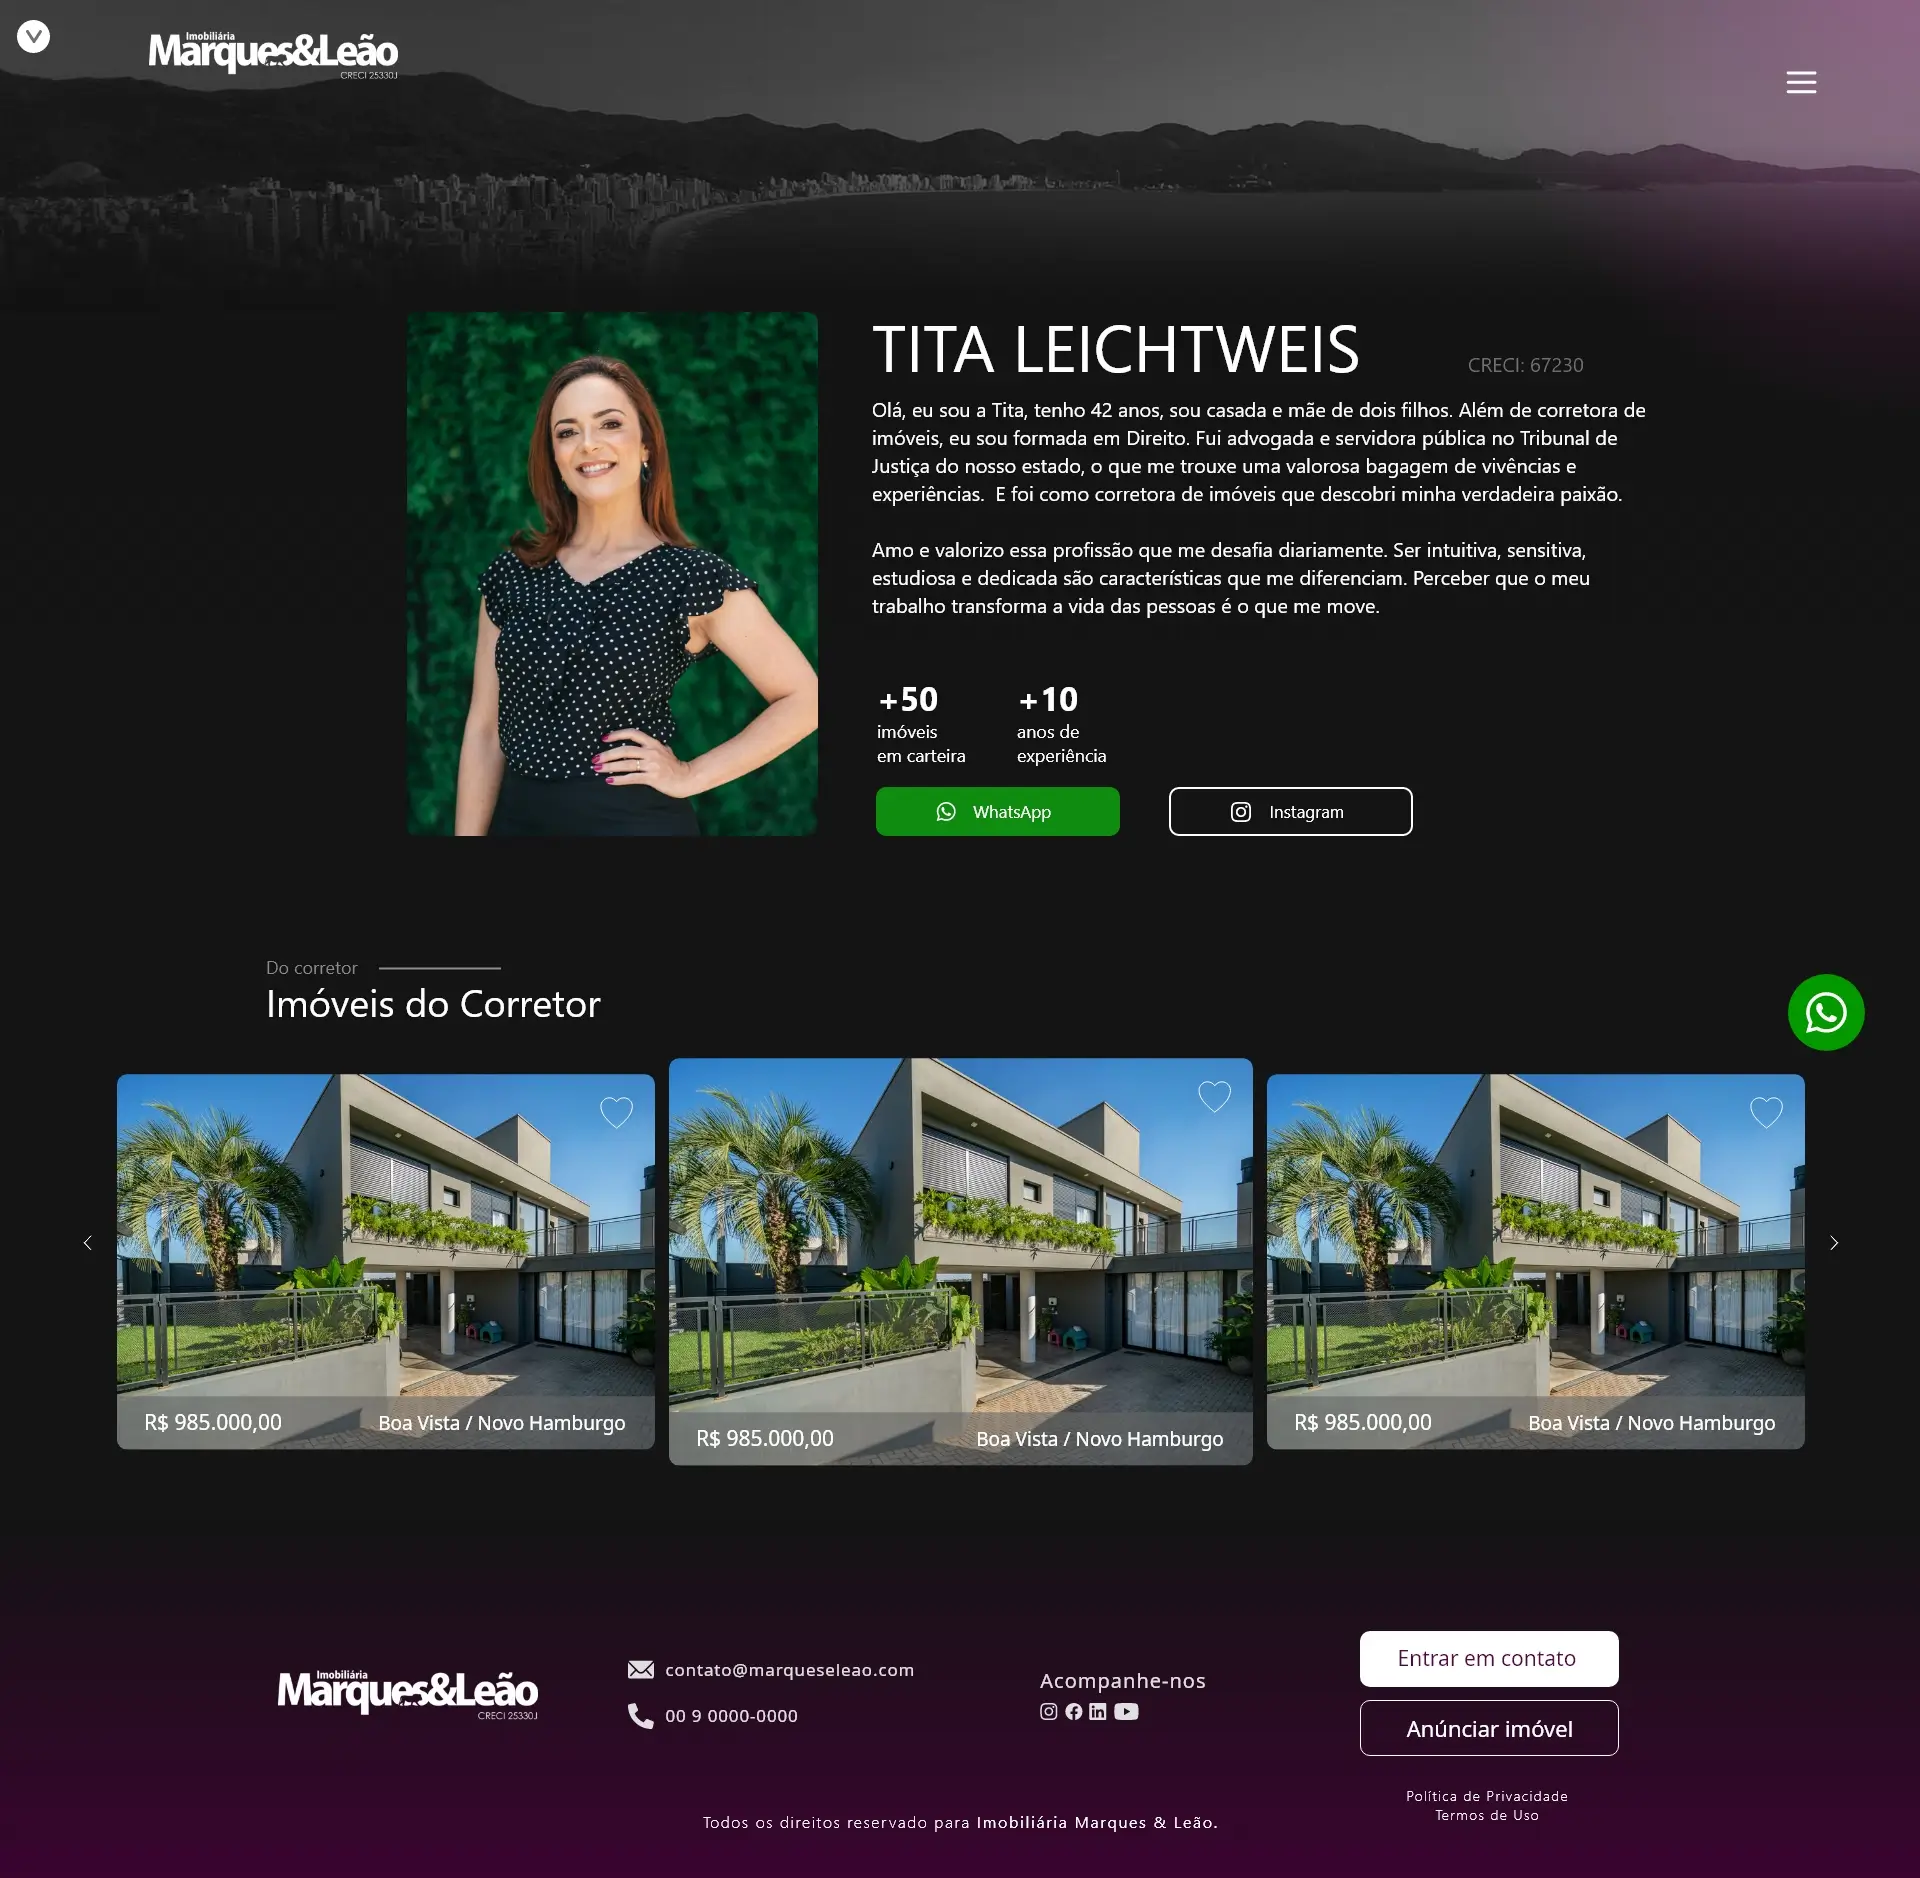 Imobiliária
Marques&Leão
CRECI 25330J
TITA LEICHTWEIS
CRECI: 67230
Olá, eu sou a Tita, tenho 42 anos, sou casada e mãe de dois filhos. Além de corretora de
imóveis, eu sou formada em Direito. Fui advogada e servidora pública no Tribunal de
Justiça do nosso estado, o que me trouxe uma valorosa bagagem de vivências e
experiências.  E foi como corretora de imóveis que descobri minha verdadeira paixão.
Amo e valorizo essa profissão que me desafia diariamente. Ser intuitiva, sensitiva,
estudiosa e dedicada são características que me diferenciam. Perceber que o meu
trabalho transforma a vida das pessoas é o que me move.
+50
imóveis
em carteira
+10
anos de
experiência
WhatsApp
Instagram
Do corretor
Imóveis do Corretor
R$ 985.000,00
Boa Vista / Novo Hamburgo
R$ 985.000,00
Boa Vista / Novo Hamburgo
R$ 985.000,00
Boa Vista / Novo Hamburgo
Imobiliária
Marques&Leão
CRECI 25330J
contato@marqueseleao.com
00 9 0000-0000
Acompanhe-nos
Entrar em contato
Anúnciar imóvel
Política de Privacidade
Termos de Uso
Todos os direitos reservado para Imobiliária Marques & Leão.